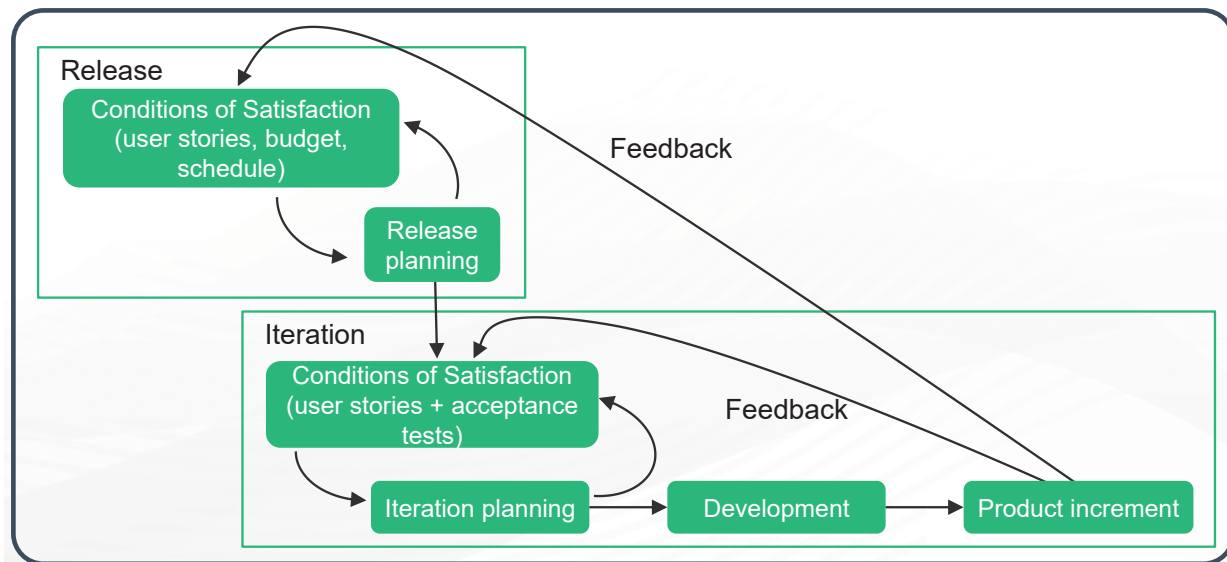 Release
Conditions of Satisfaction
(user stories, budget,
schedule)
Feedback
Release
planning
Iteration
Conditions of Satisfaction
(user stories + acceptance
tests)
Feedback
Iteration planning
Development
Product increment